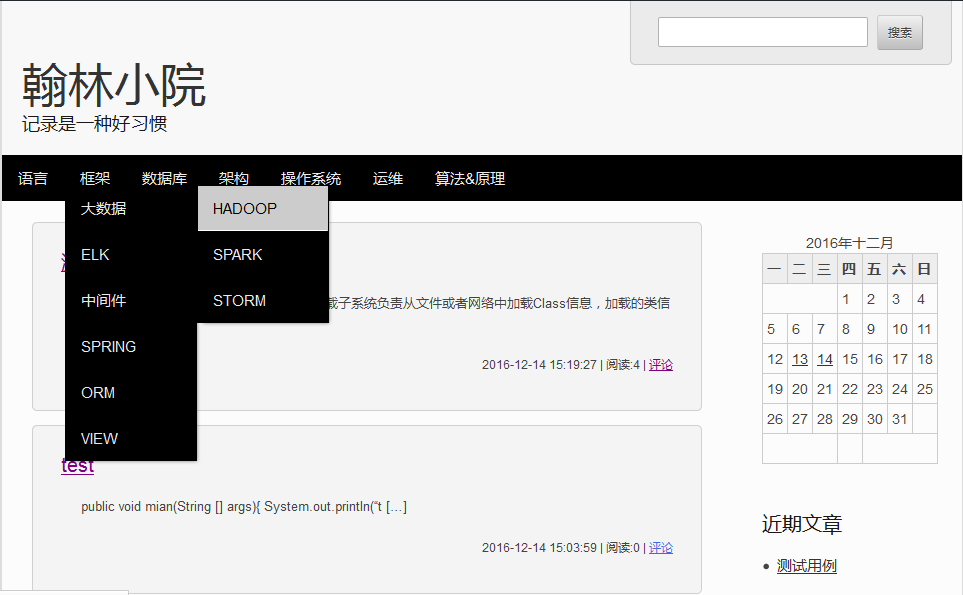 搜索
翰林小院
记录是一种好习惯
语言 框架 数据库 架构 操作系统 运维 算法&原理
大数据
ELK
中间件
SPRING
ORM
VIEW
HADOOP
SPARK
STORM
载子系统负责从文件或者网络中加载Class信息，加载的类信
2016-12-14 15:19:27 | 阅读:4 | 评论
test
public void mian(String [] args){ System.out.println(“t […]
2016-12-14 15:03:59 | 阅读:0 | 评论
2016年十二月
一 二 三 四 五 六 日
1 2 3 4
5 6 7 8 9 10 11
12 13 14 15 16 17 18
19 20 21 22 23 24 25
26 27 28 29 30 31
近期文章
测试用例